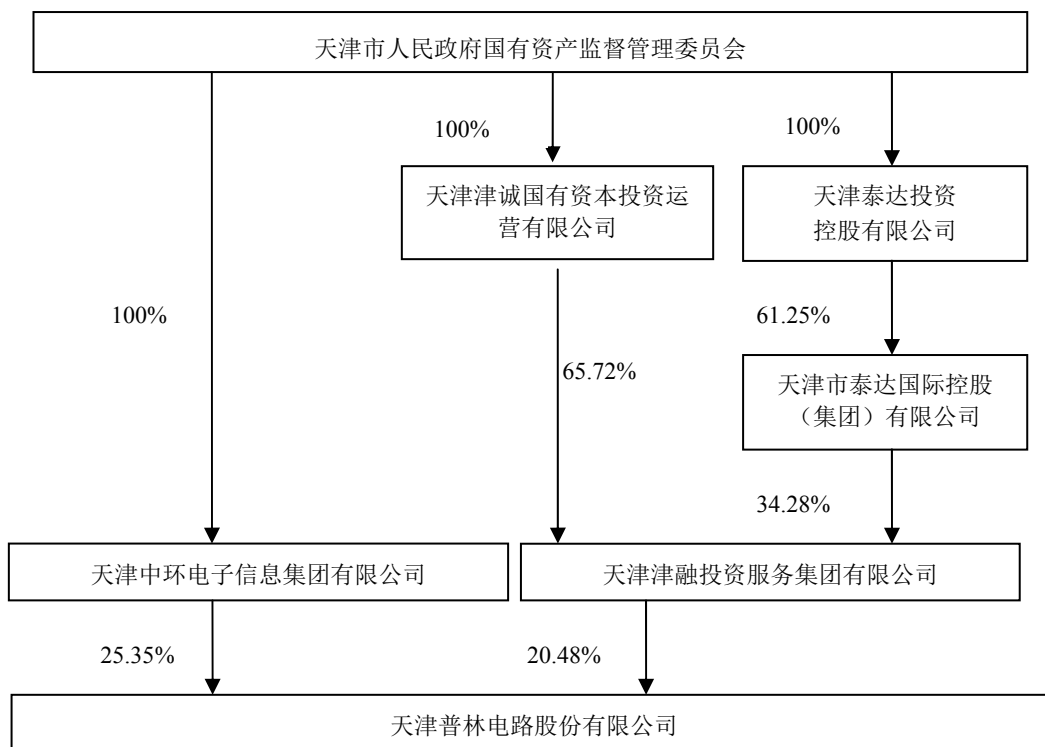 天津市人民政府国有资产监督管理委员会
100%
100%
天津津诚国有资本投资运
营有限公司
天津泰达投资
控股有限公司
100%
61.25%
65.72%
天津市泰达国际控股
（集团）有限公司
34.28%
天津中环电子信息集团有限公司
天津津融投资服务集团有限公司
25.35%
20.48%
天津普林电路股份有限公司